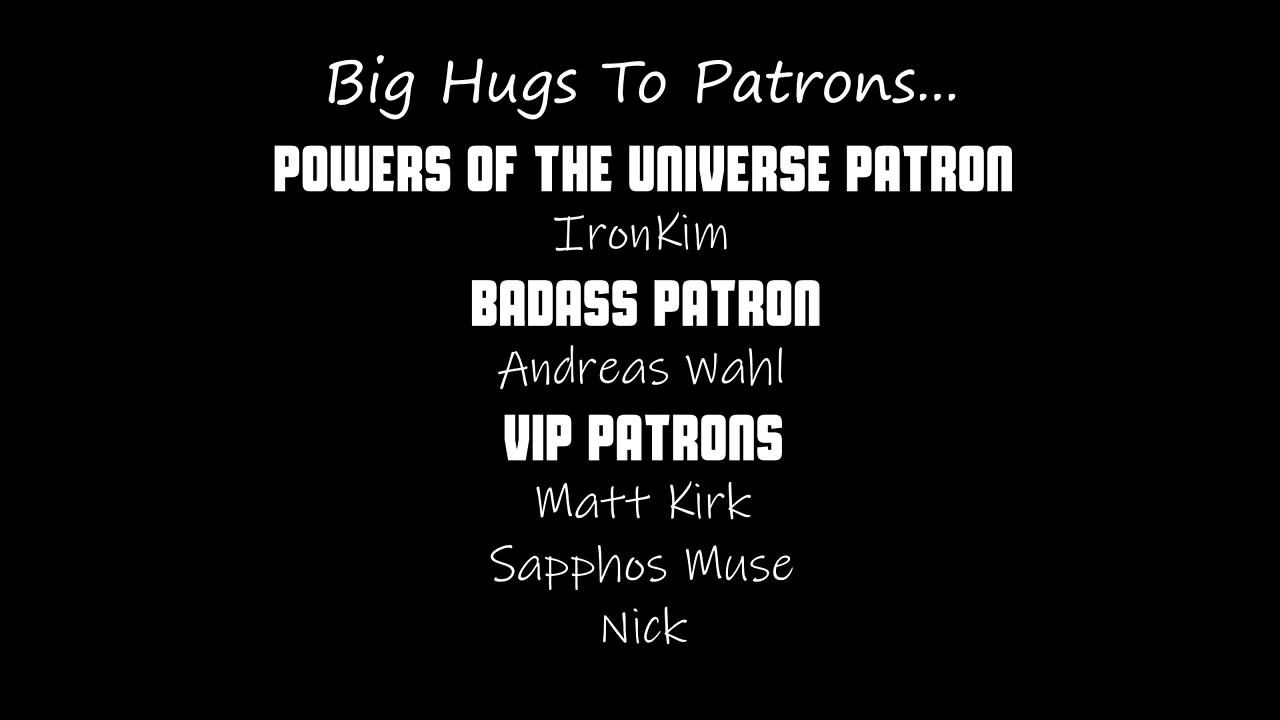 Big Hugs To Patrons...
POWERS OF THE UNIVERSE PATRON
IronKim
BADASS PATRON
Andreas Wahl
VIP PATRONS
Matt Kirk
Sapphos Muse
Nick